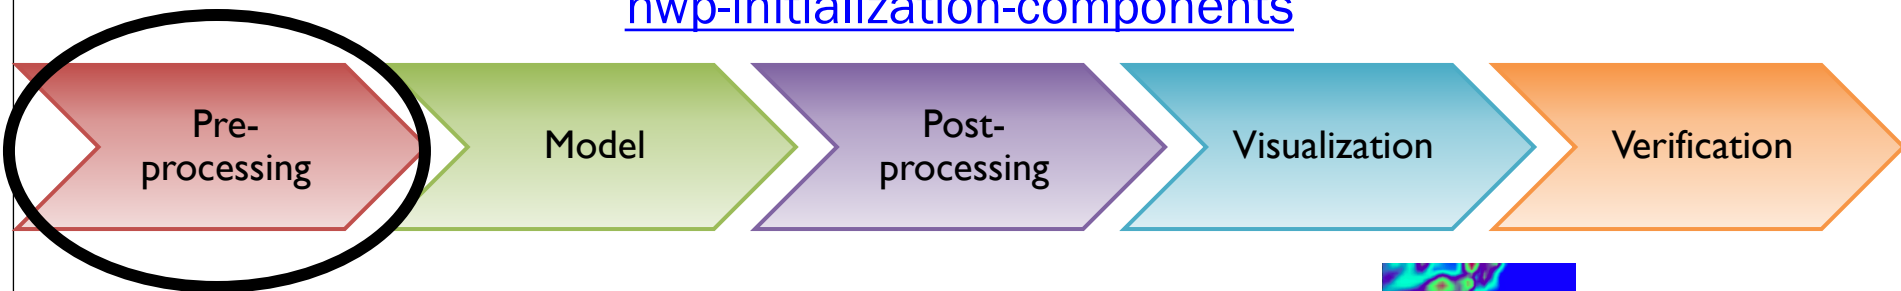 nwp-initialization-components
Pre-
processing
Model
Post-
processing
Visualization
Verification